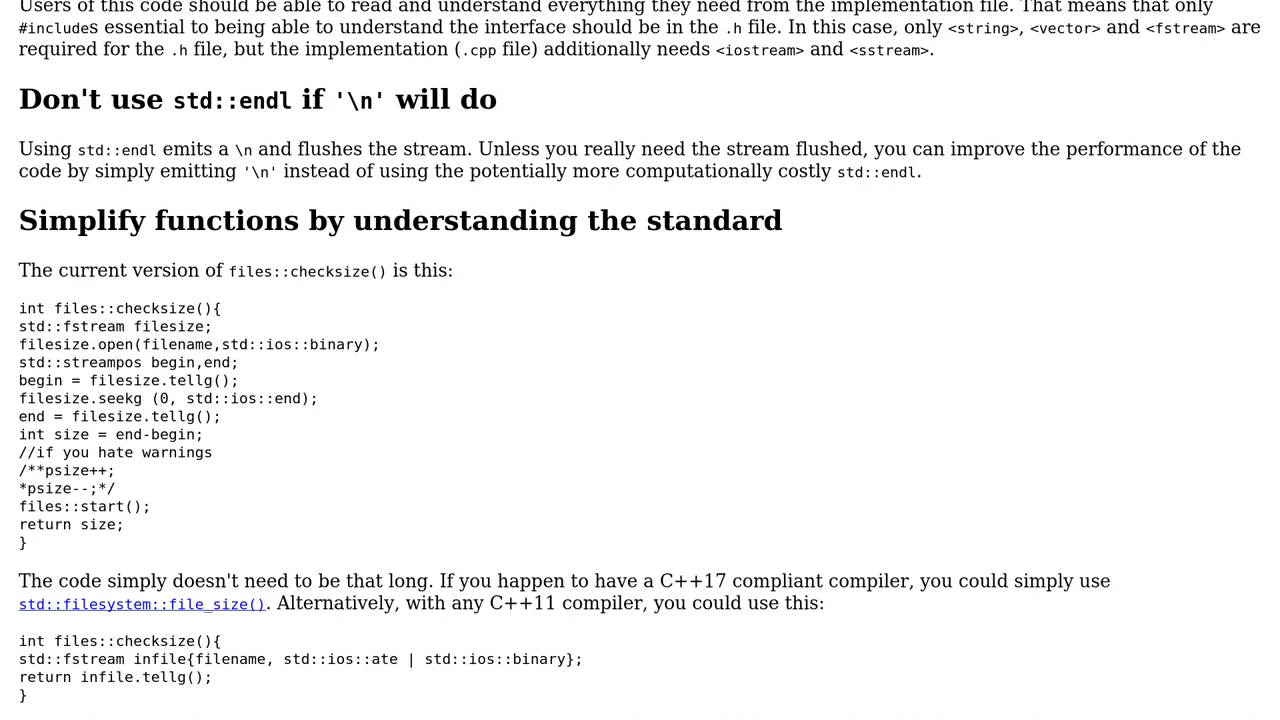 Users of this code should be able to read and understand everything they need from the implementation file. That means that only
#includes essential to being able to understand the interface should be in the .h file. In this case, only <string>, <vector> and <fstream> are
required for the .h file, but the implementation (.cpp file) additionally needs <iostream> and <sstream>.
Don't use std::endl if '\n' will do
Using std::endl emits a \n and flushes the stream. Unless you really need the stream flushed, you can improve the performance of the
code by simply emitting '\n' instead of using the potentially more computationally costly std::endl.
Simplify functions by understanding the standard
The current version of files::checksize() is this:
int files::checksize(){
std::fstream filesize;
filesize.open(filename,std::ios::binary);
std::streampos begin,end;
begin = filesize.tellg();
filesize.seekg (0, std::ios::end);
end = filesize.tellg();
int size = end-begin;
//if you hate warnings
/**psize++;
*psize--;*/
files::start();
return size;
}
The code simply doesn't need to be that long. If you happen to have a C++17 compliant compiler, you could simply use
std::filesystem::file_size(). Alternatively, with any C++11 compiler, you could use this:
int files::checksize(){
std::fstream infile{filename, std::ios::ate | std::ios::binary};
return infile.tellg();
}